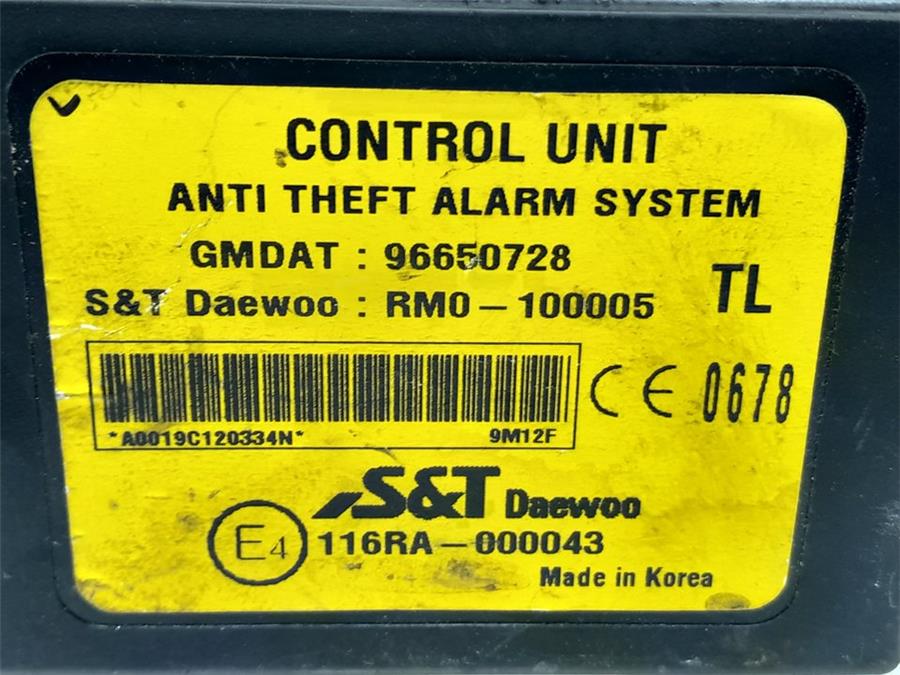 CONTROL UNIT
ANTI THEFT ALARM SYSTEM
GMDAT : 96650728
S&T Daewoo : RM0-100005
TL
*A0019C120334N* 9M12F
CE 0678
S&T Daewoo
E4 116RA-000043
Made in Korea